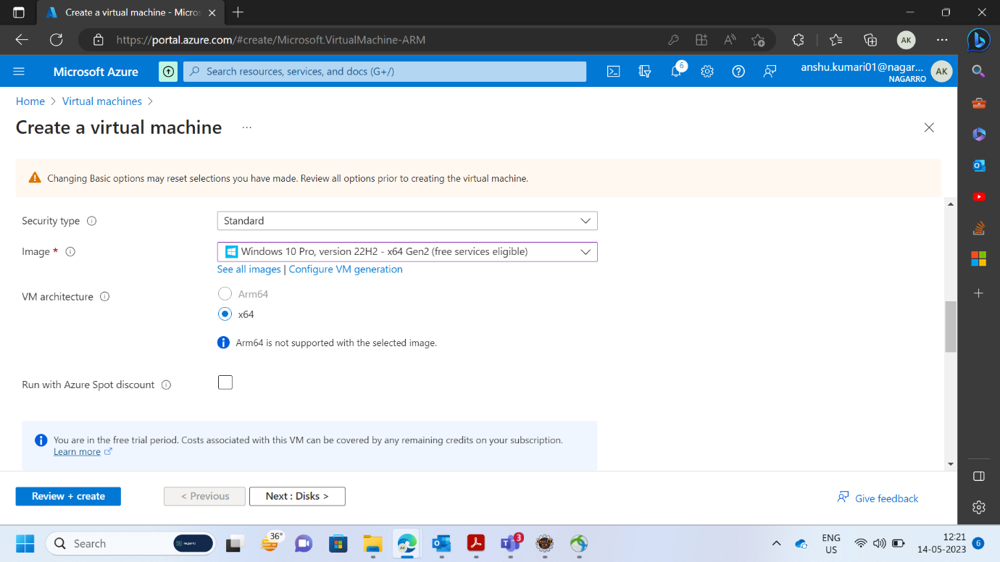 Create a virtual machine - Micros
https://portal.azure.com/#create/Microsoft.VirtualMachine-ARM
AK
Microsoft Azure
Search resources, services, and docs (G+/)
6
anshu.kumari01@nagar...
NAGARRO
AK
Home > Virtual machines >
Create a virtual machine ...
Changing Basic options may reset selections you have made. Review all options prior to creating the virtual machine.
Security type
Standard
Image *
Windows 10 Pro, version 22H2 - x64 Gen2 (free services eligible)
See all images | Configure VM generation
VM architecture
Arm64
x64
Arm64 is not supported with the selected image.
Run with Azure Spot discount
You are in the free trial period. Costs associated with this VM can be covered by any remaining credits on your subscription.
Learn more
Review + create
< Previous
Next : Disks >
Give feedback
Search
nagarro
36°
3
ENG
US
12:21
14-05-2023
6